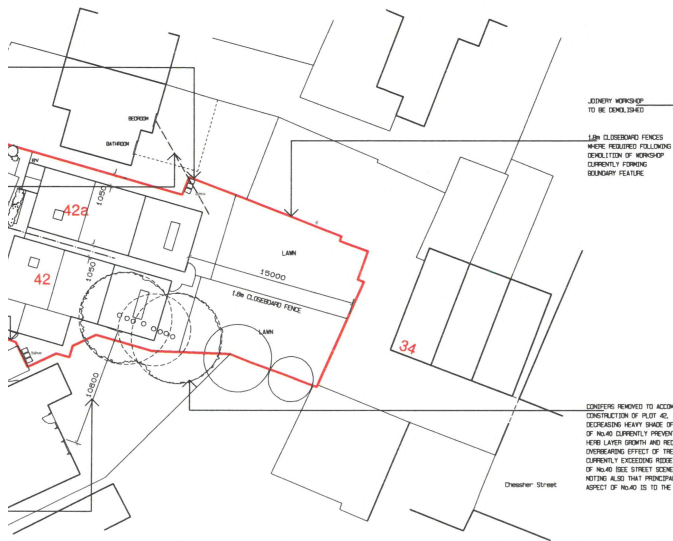 JOINERY WORKSHOP
TO BE DEMOLISHED
1.8m CLOSEBOARD FENCES
WHERE REQUIRED FOLLOWING
DEMOLITION OF WORKSHOP
CURRENTLY FORMING
BOUNDARY FEATURE
BEDROOM
BATHROOM
42a
1050
42
1050
LAWN
15000
1.8m CLOSEBOARD FENCE
LAWN
34
10800
CONIFERS REMOVED TO ACCOM
CONSTRUCTION OF PLOT 42,
DECREASING HEAVY SHADE OF
OF No.40 CURRENTLY PREVENT
HERB LAYER GROWTH AND RED
OVERBEARING EFFECT OF TRE
CURRENTLY EXCEEDING RIDGE
OF No.40 (SEE STREET SCENE
NOTING ALSO THAT PRINCIPAL
ASPECT OF No.40 IS TO THE
Chessher Street